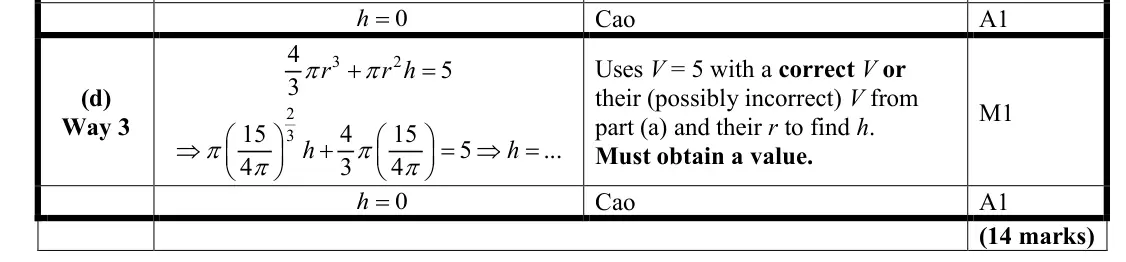 h = 0 Cao A1
(d)
Way 3
4/3 πr³ + πr²h = 5
⇒ π(15/4π)^(2/3) h + 4/3 π(15/4π) = 5 ⇒ h = ...
Uses V = 5 with a correct V or
their (possibly incorrect) V from
part (a) and their r to find h.
Must obtain a value.
M1
h = 0 Cao A1
(14 marks)